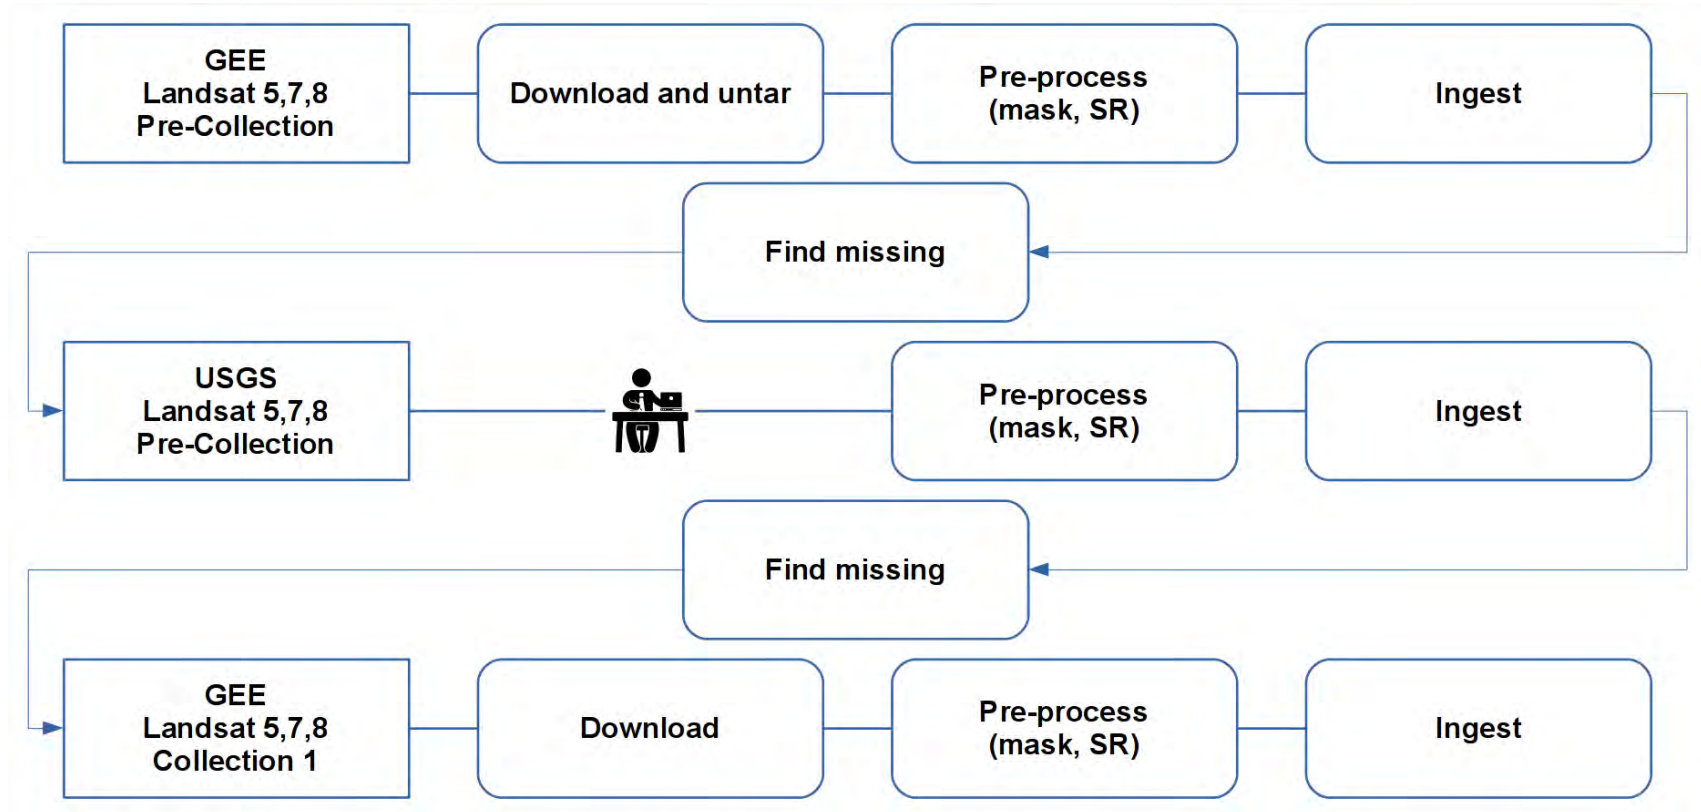 GEE
Landsat 5,7,8
Pre-Collection
Download and untar
Pre-process
(mask, SR)
Ingest
Find missing
USGS
Landsat 5,7,8
Pre-Collection
Pre-process
(mask, SR)
Ingest
Find missing
GEE
Landsat 5,7,8
Collection 1
Download
Pre-process
(mask, SR)
Ingest